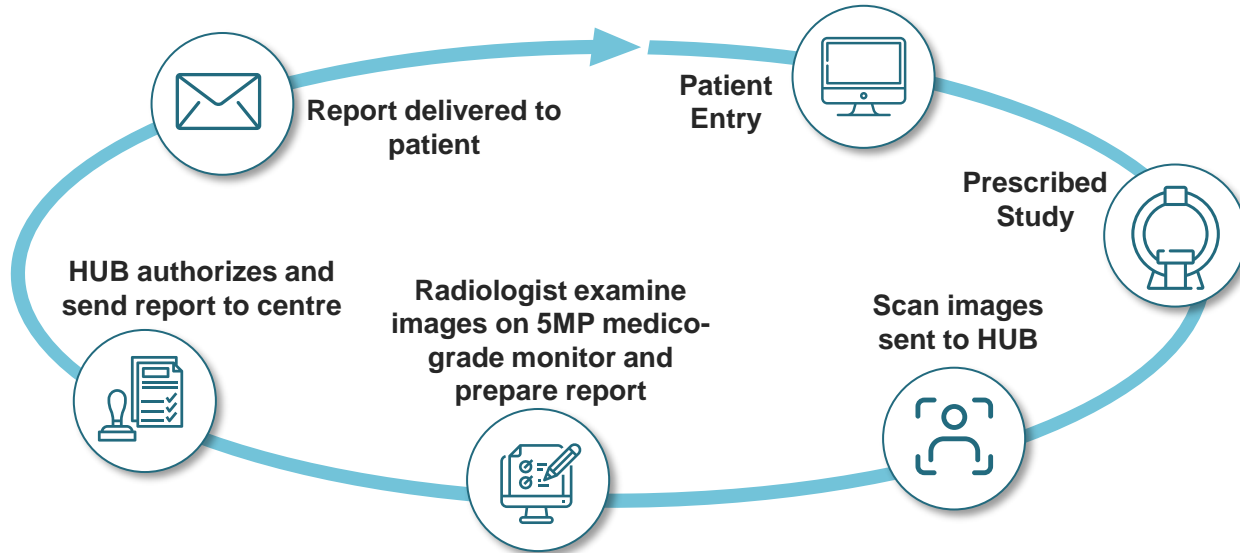 Patient
Entry
Prescribed
Study
Scan images
sent to HUB
Radiologist examine
images on 5MP medico-
grade monitor and
prepare report
HUB authorizes and
send report to centre
Report delivered to
patient